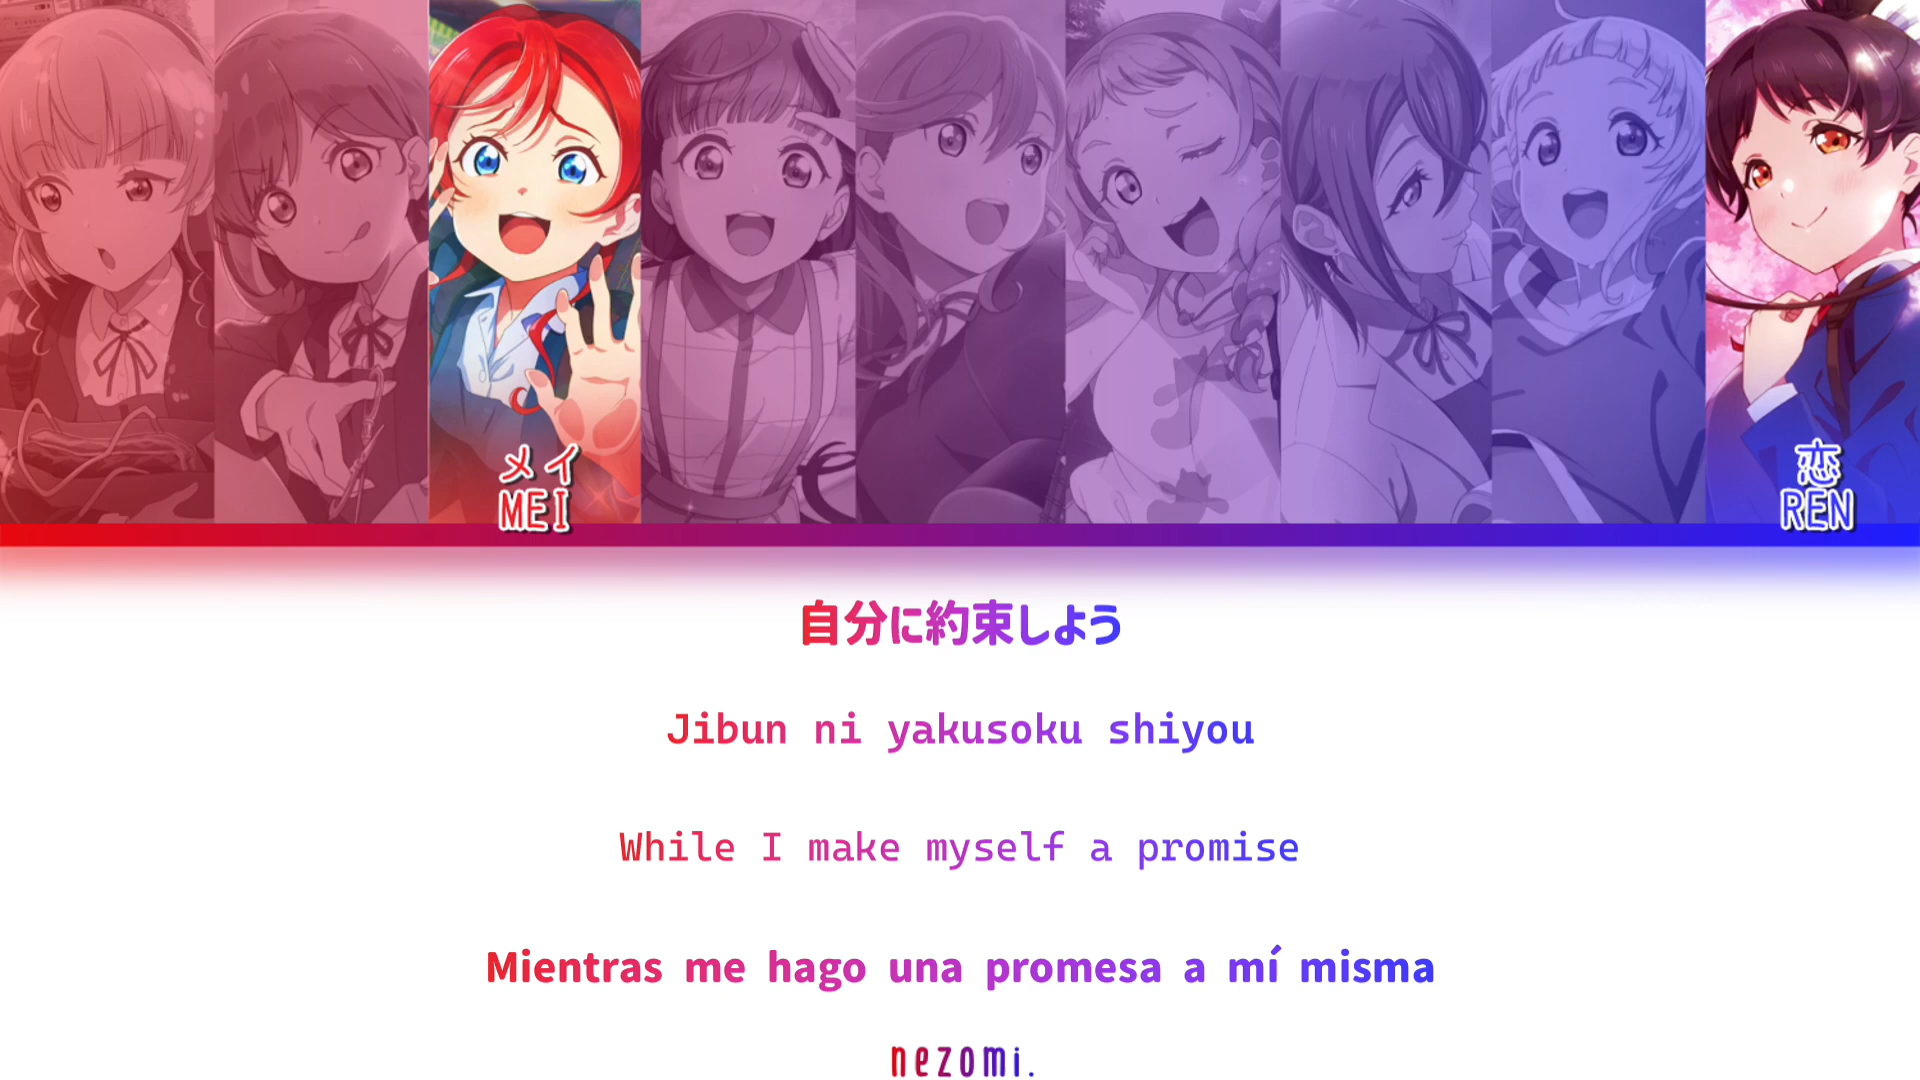 メイ
MEI
恋
REN
自分に約束しよう
Jibun ni yakusoku shiyou
While I make myself a promise
Mientras me hago una promesa a mí misma
nezomi.